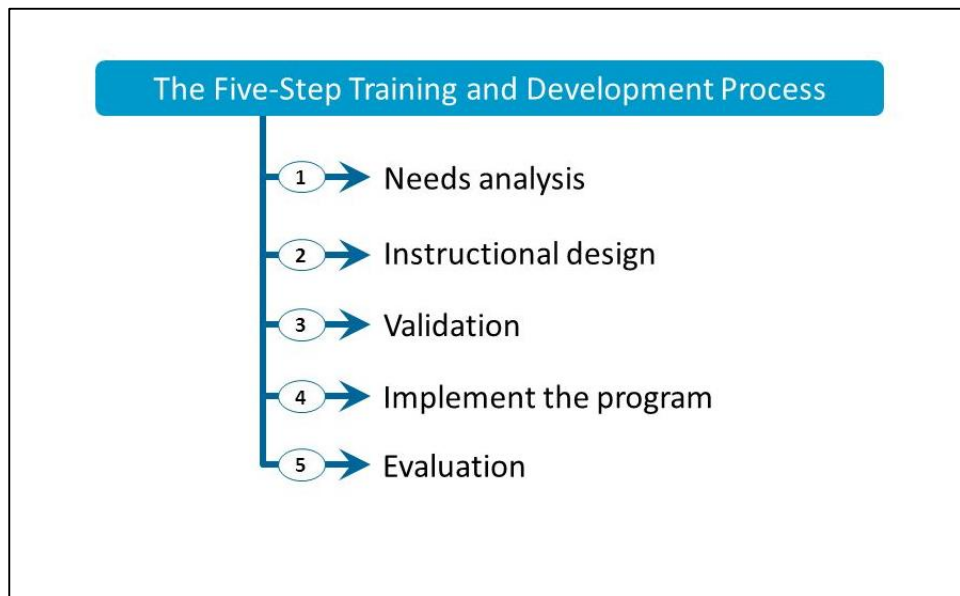 The Five-Step Training and Development Process
1 Needs analysis
2 Instructional design
3 Validation
4 Implement the program
5 Evaluation